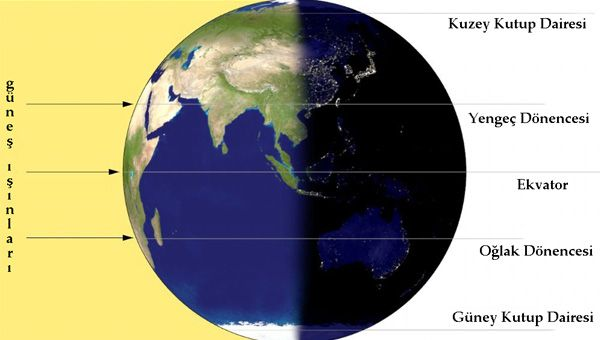 güneş ışınları
Kuzey Kutup Dairesi
Yengeç Dönencesi
Ekvator
Oğlak Dönencesi
Güney Kutup Dairesi